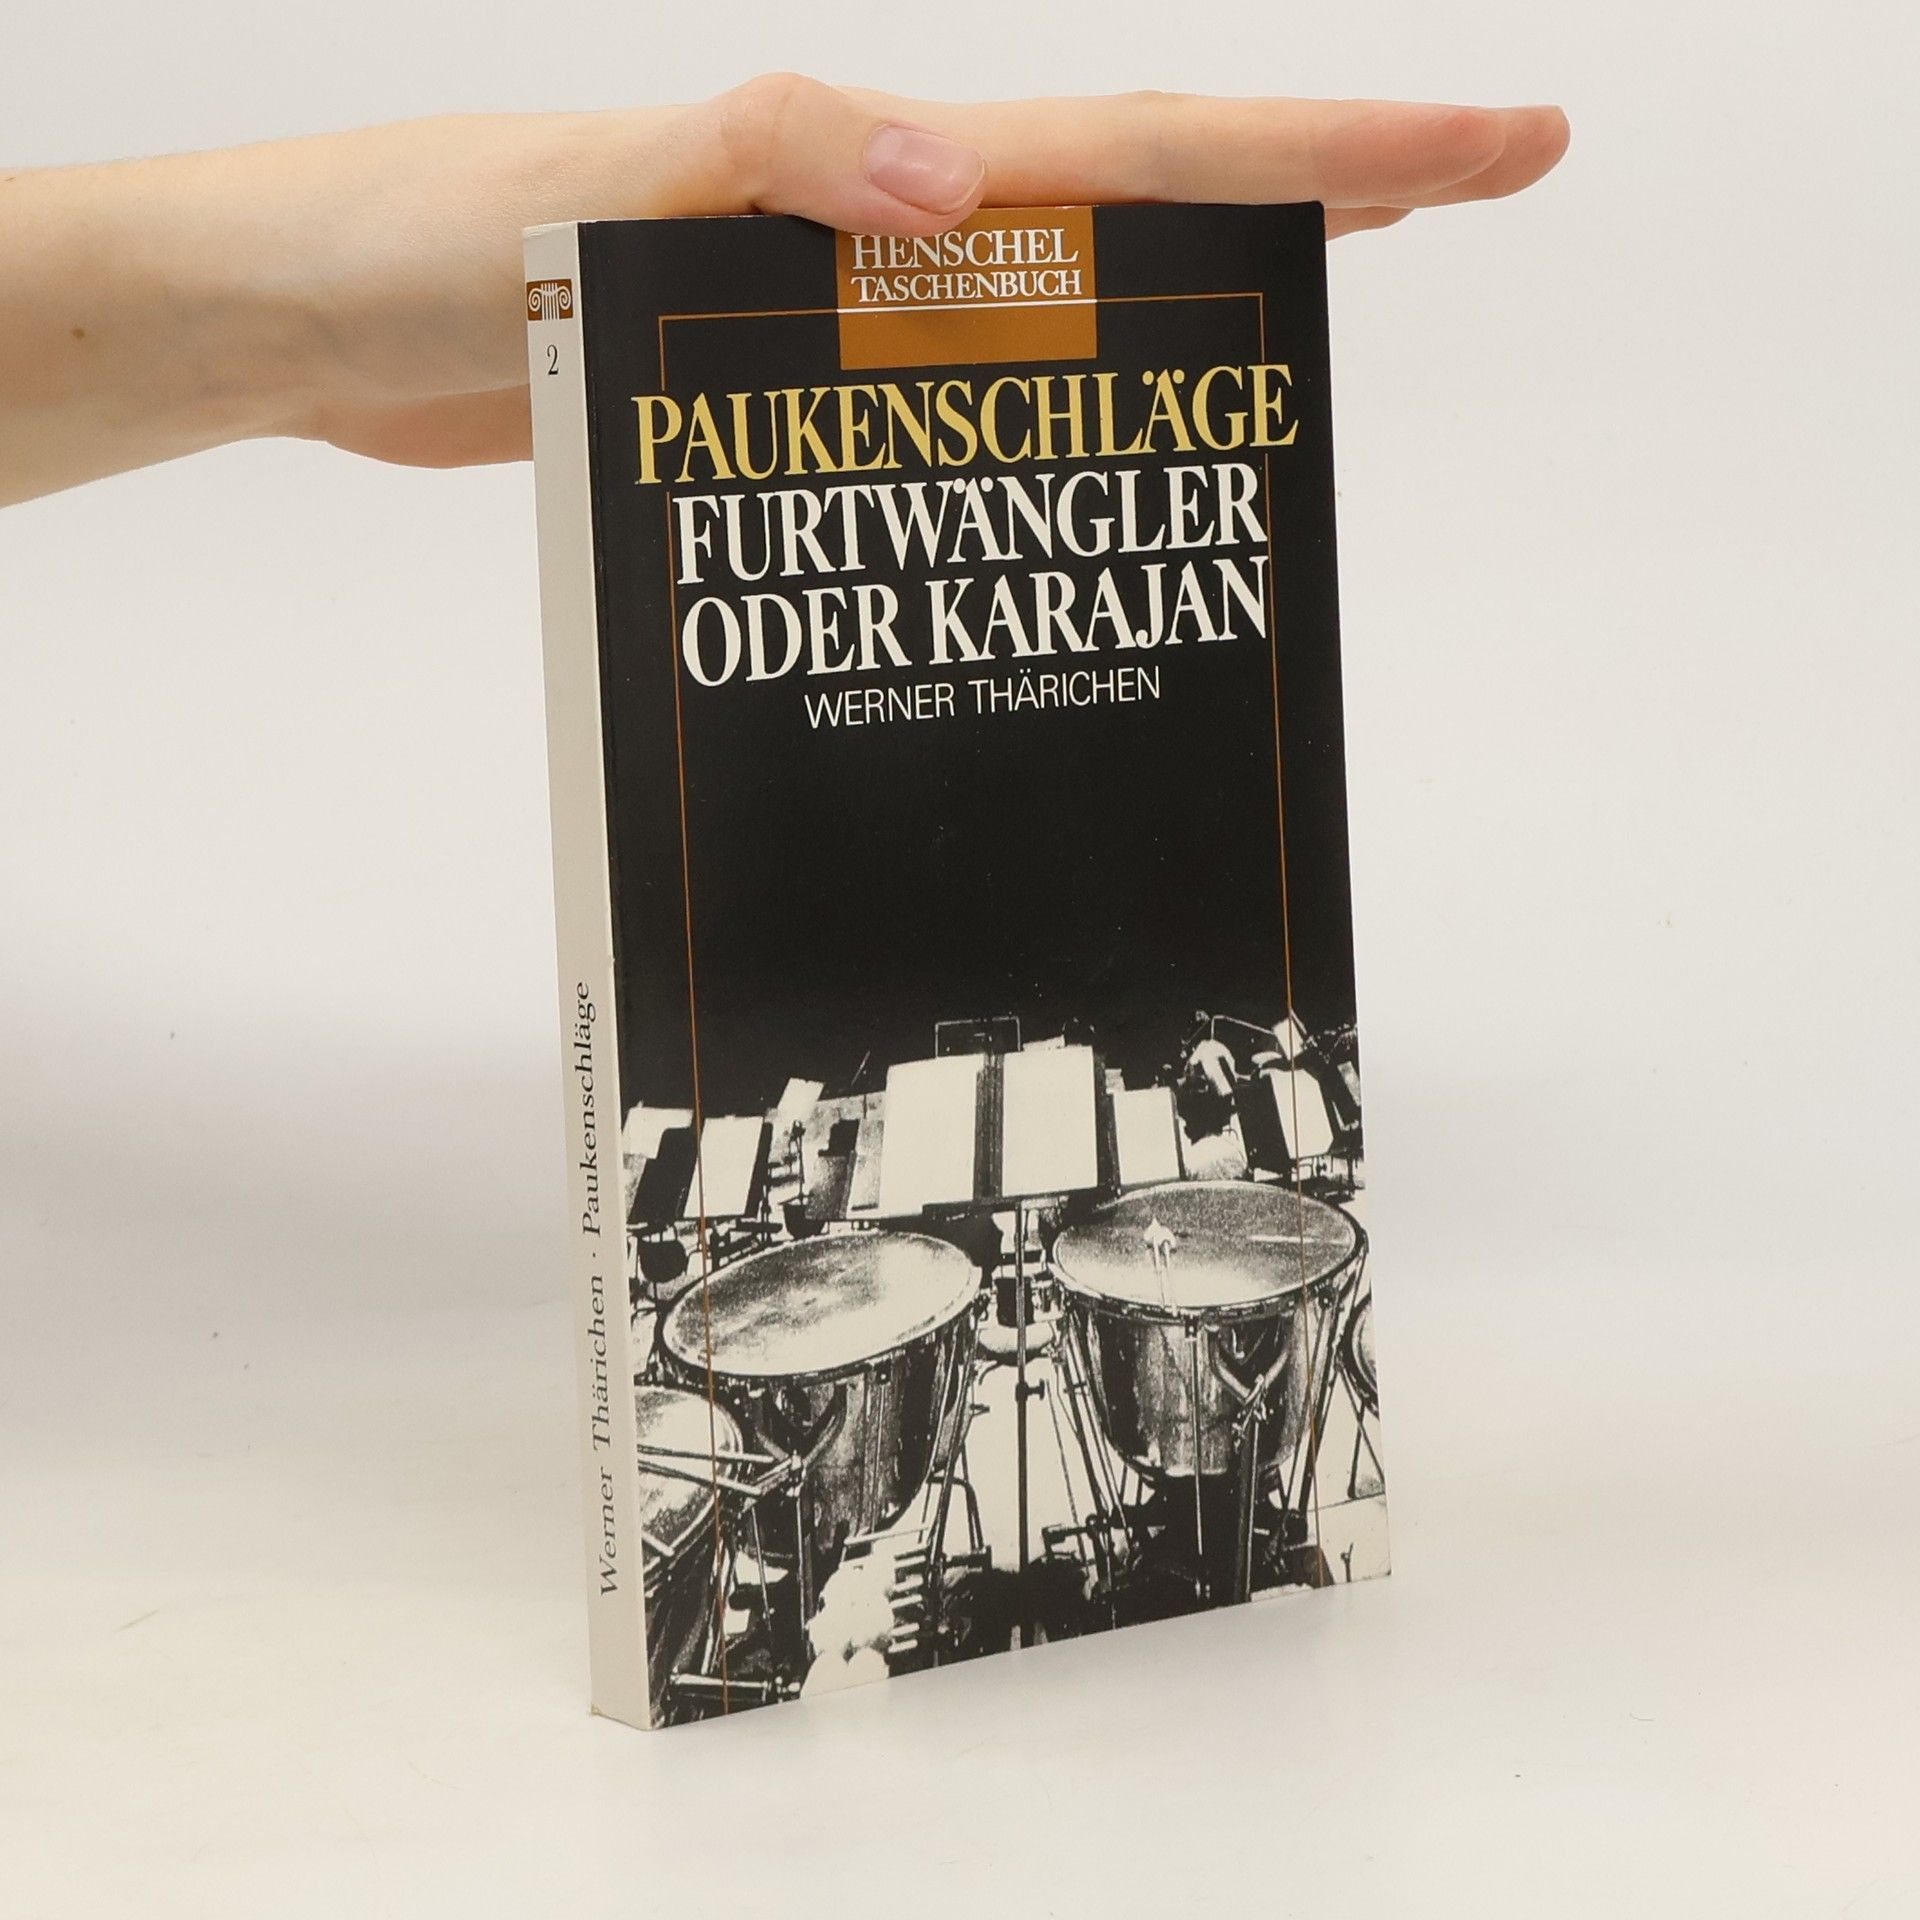 HENSCHEL
TASCHENBUCH
PAUKENSCHLÄGE
FURTWÄNGLER
ODER KARAJAN
WERNER THÄRICHEN
2
Werner Thärichen · Paukenschläge